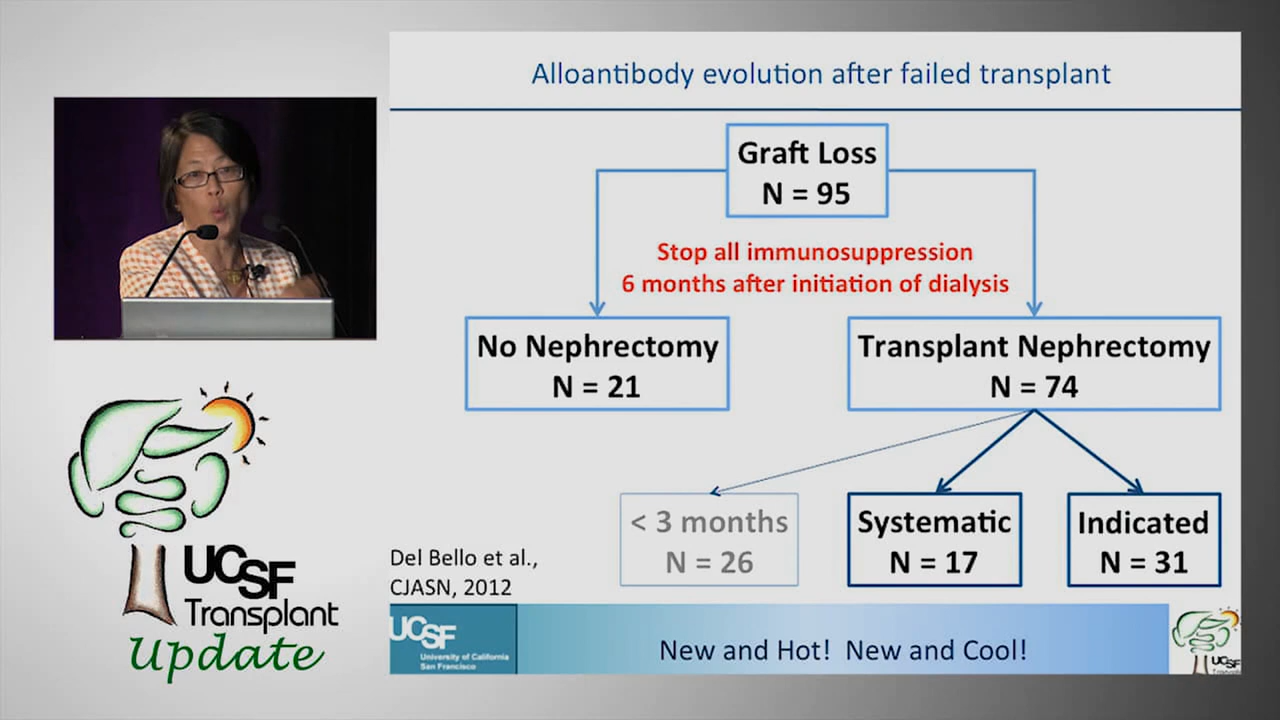 Alloantibody evolution after failed transplant
Graft Loss
N = 95
Stop all immunosuppression
6 months after initiation of dialysis
No Nephrectomy
N = 21
Transplant Nephrectomy
N = 74
< 3 months
N = 26
Systematic
N = 17
Indicated
N = 31
Del Bello et al.,
CJASN, 2012
UCSF
Transplant
Update
UCSF
University of California
San Francisco
New and Hot!  New and Cool!
UCSF